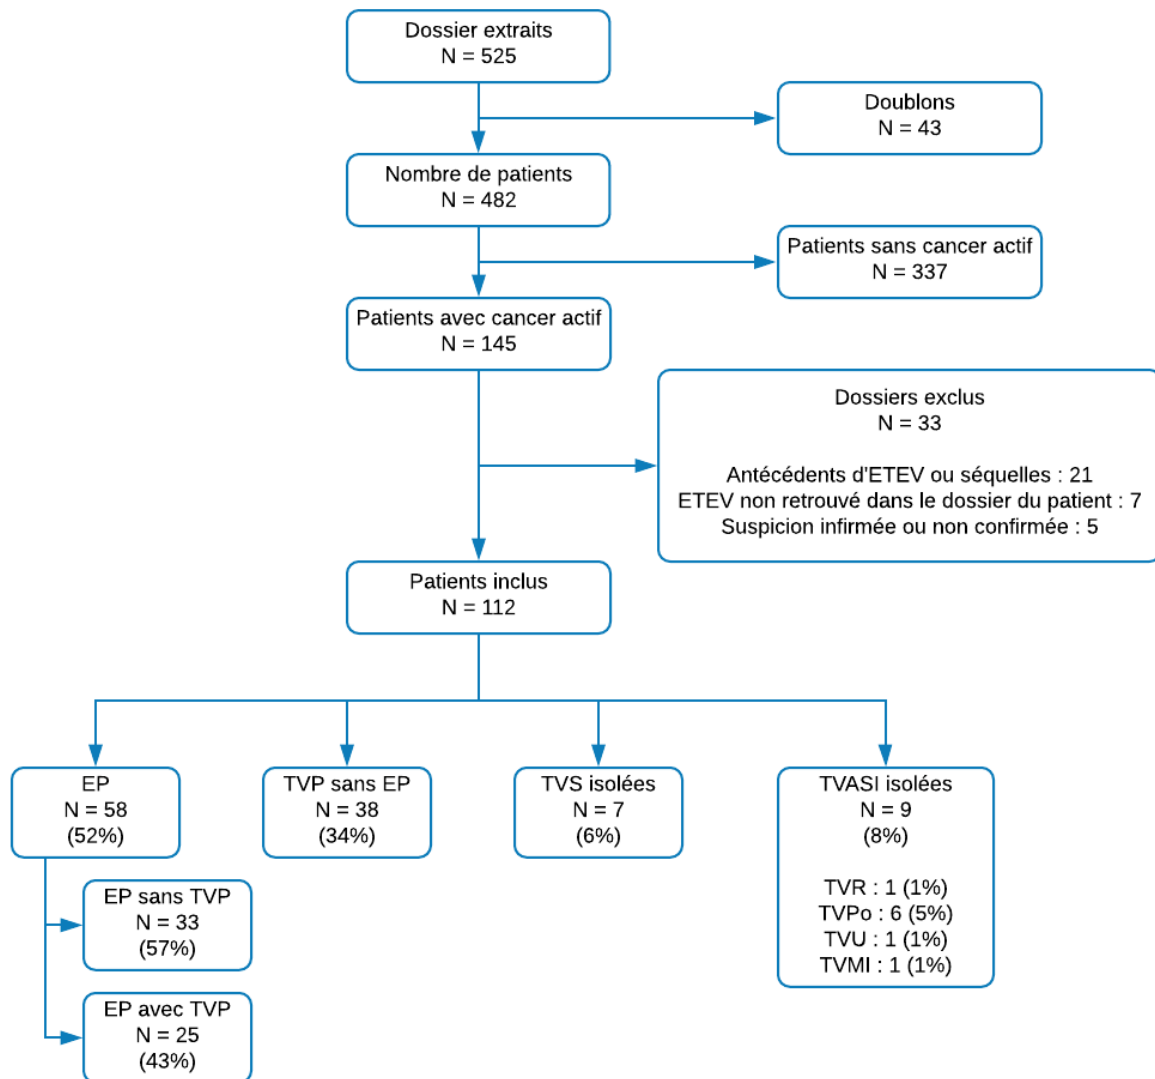 Dossier extraits
N = 525
Doublons
N = 43
Nombre de patients
N = 482
Patients sans cancer actif
N = 337
Patients avec cancer actif
N = 145
Dossiers exclus
N = 33
Antécédents d'ETEV ou séquelles : 21
ETEV non retrouvé dans le dossier du patient : 7
Suspicion infirmée ou non confirmée : 5
Patients inclus
N = 112
EP
N = 58
(52%)
TVP sans EP
N = 38
(34%)
TVS isolées
N = 7
(6%)
TVASI isolées
N = 9
(8%)
TVR : 1 (1%)
TVPo : 6 (5%)
TVU : 1 (1%)
TVMI : 1 (1%)
EP sans TVP
N = 33
(57%)
EP avec TVP
N = 25
(43%)